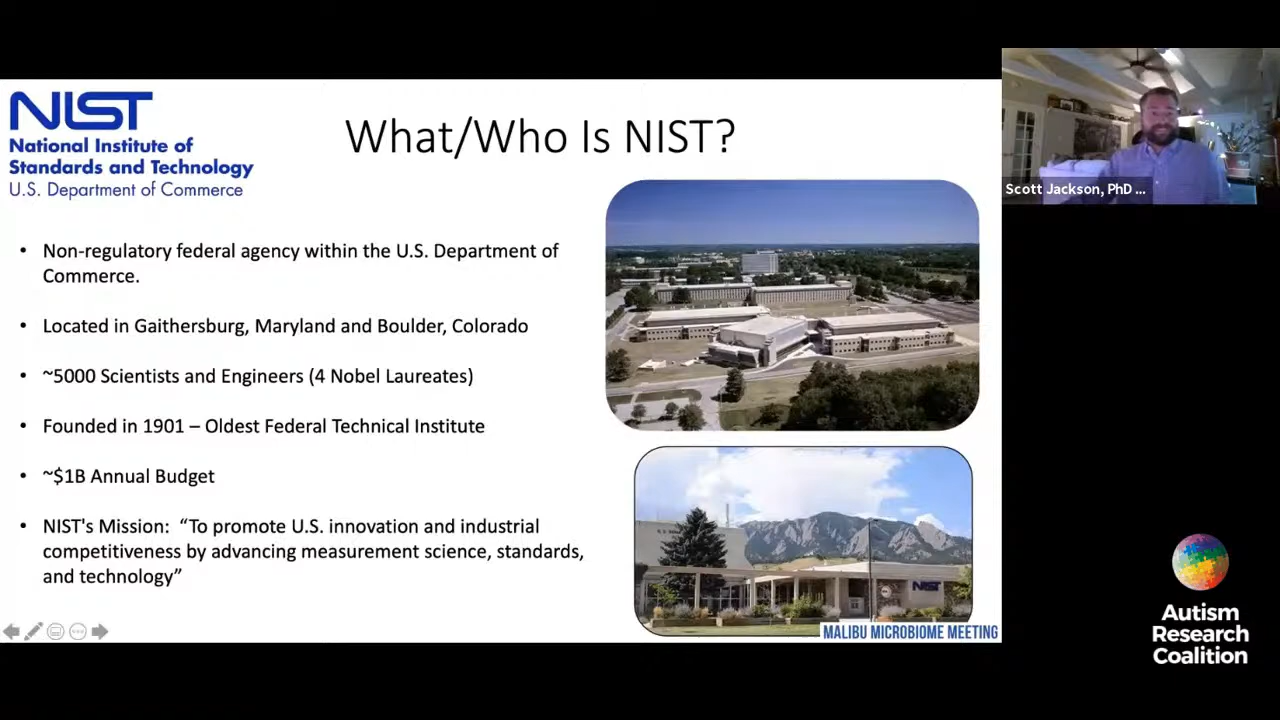 NIST
National Institute of
Standards and Technology
U.S. Department of Commerce
What/Who Is NIST?
• Non-regulatory federal agency within the U.S. Department of
Commerce.
• Located in Gaithersburg, Maryland and Boulder, Colorado
• ~5000 Scientists and Engineers (4 Nobel Laureates)
• Founded in 1901 – Oldest Federal Technical Institute
• ~$1B Annual Budget
• NIST's Mission: “To promote U.S. innovation and industrial
competitiveness by advancing measurement science, standards,
and technology”
NIST
MALIBU MICROBIOME MEETING
Scott Jackson, PhD ...
Autism
Research
Coalition